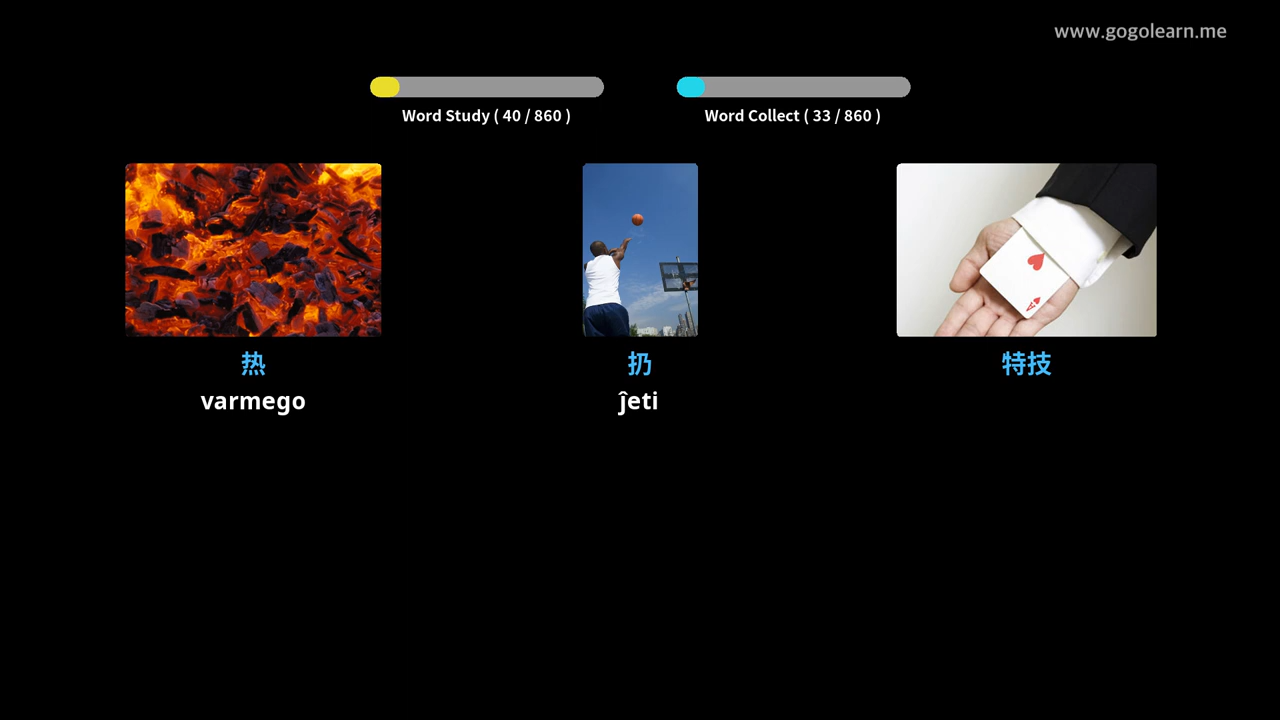 www.gogolearn.me
Word Study ( 40 / 860 )
Word Collect ( 33 / 860 )
热
varmego
扔
ĵeti
特技
A